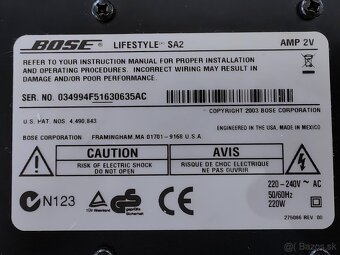 BOSE LIFESTYLE SA2 AMP 2V
REFER TO YOUR INSTRUCTION MANUAL FOR PROPER INSTALLATION
AND OPERATING PROCEDURES. INCORRECT WIRING MAY RESULT IN
DAMAGE AND/OR POOR PERFORMANCE.
SER. NO. 034994F51630635AC
COPYRIGHT 2003 BOSE CORPORATION
U.S. PAT. NOS. 4,490,843
ENGINEERED IN THE USA, MADE IN MEXICO
BOSE CORPORATION FRAMINGHAM, MA 01701-9168 U.S.A.
CAUTION
RISK OF ELECTRIC SHOCK
DO NOT OPEN
AVIS
RISQUE DE CHOC ELECTRIQUE
NE PAS OUVRIR
N123
TÜV
GS
CE
220-240V ~ AC
50/60Hz
220W
275086 REV 00
© bazos.sk